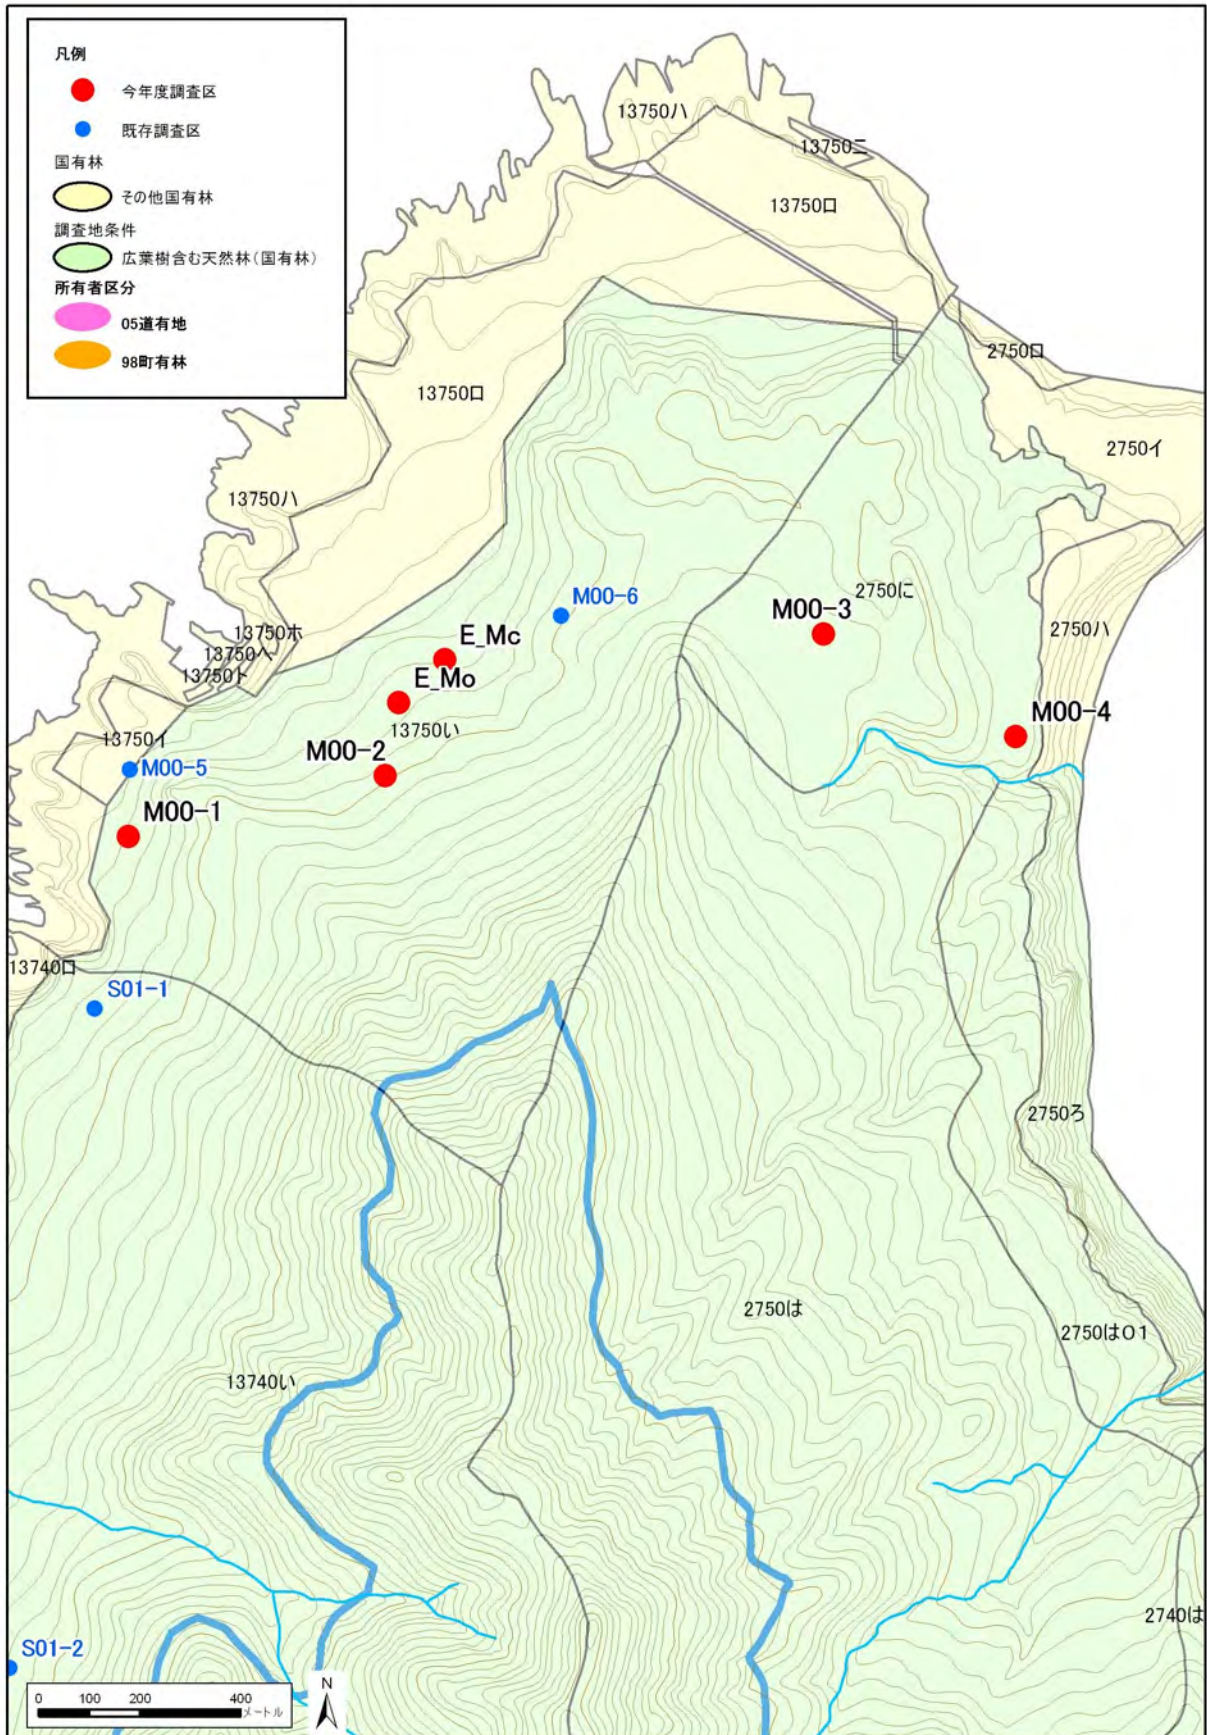 凡例
今年度調査区
既存調査区
国有林
その他国有林
調査地条件
広葉樹含む天然林(国有林)
所有者区分
05道有地
98町有林
13750ハ
13750ニ
13750ロ
2750ロ
13750ロ
2750イ
13750ハ
2750に
M00-6
M00-3
13750ホ
E_Mc
2750ハ
13750ヘ
13750ト
E_Mo
M00-4
13750い
13750イ
M00-2
M00-5
M00-1
13740ロ
S01-1
2750ろ
2750は
2750は01
13740い
2740は
S01-2
N
0 100 200 400
メートル